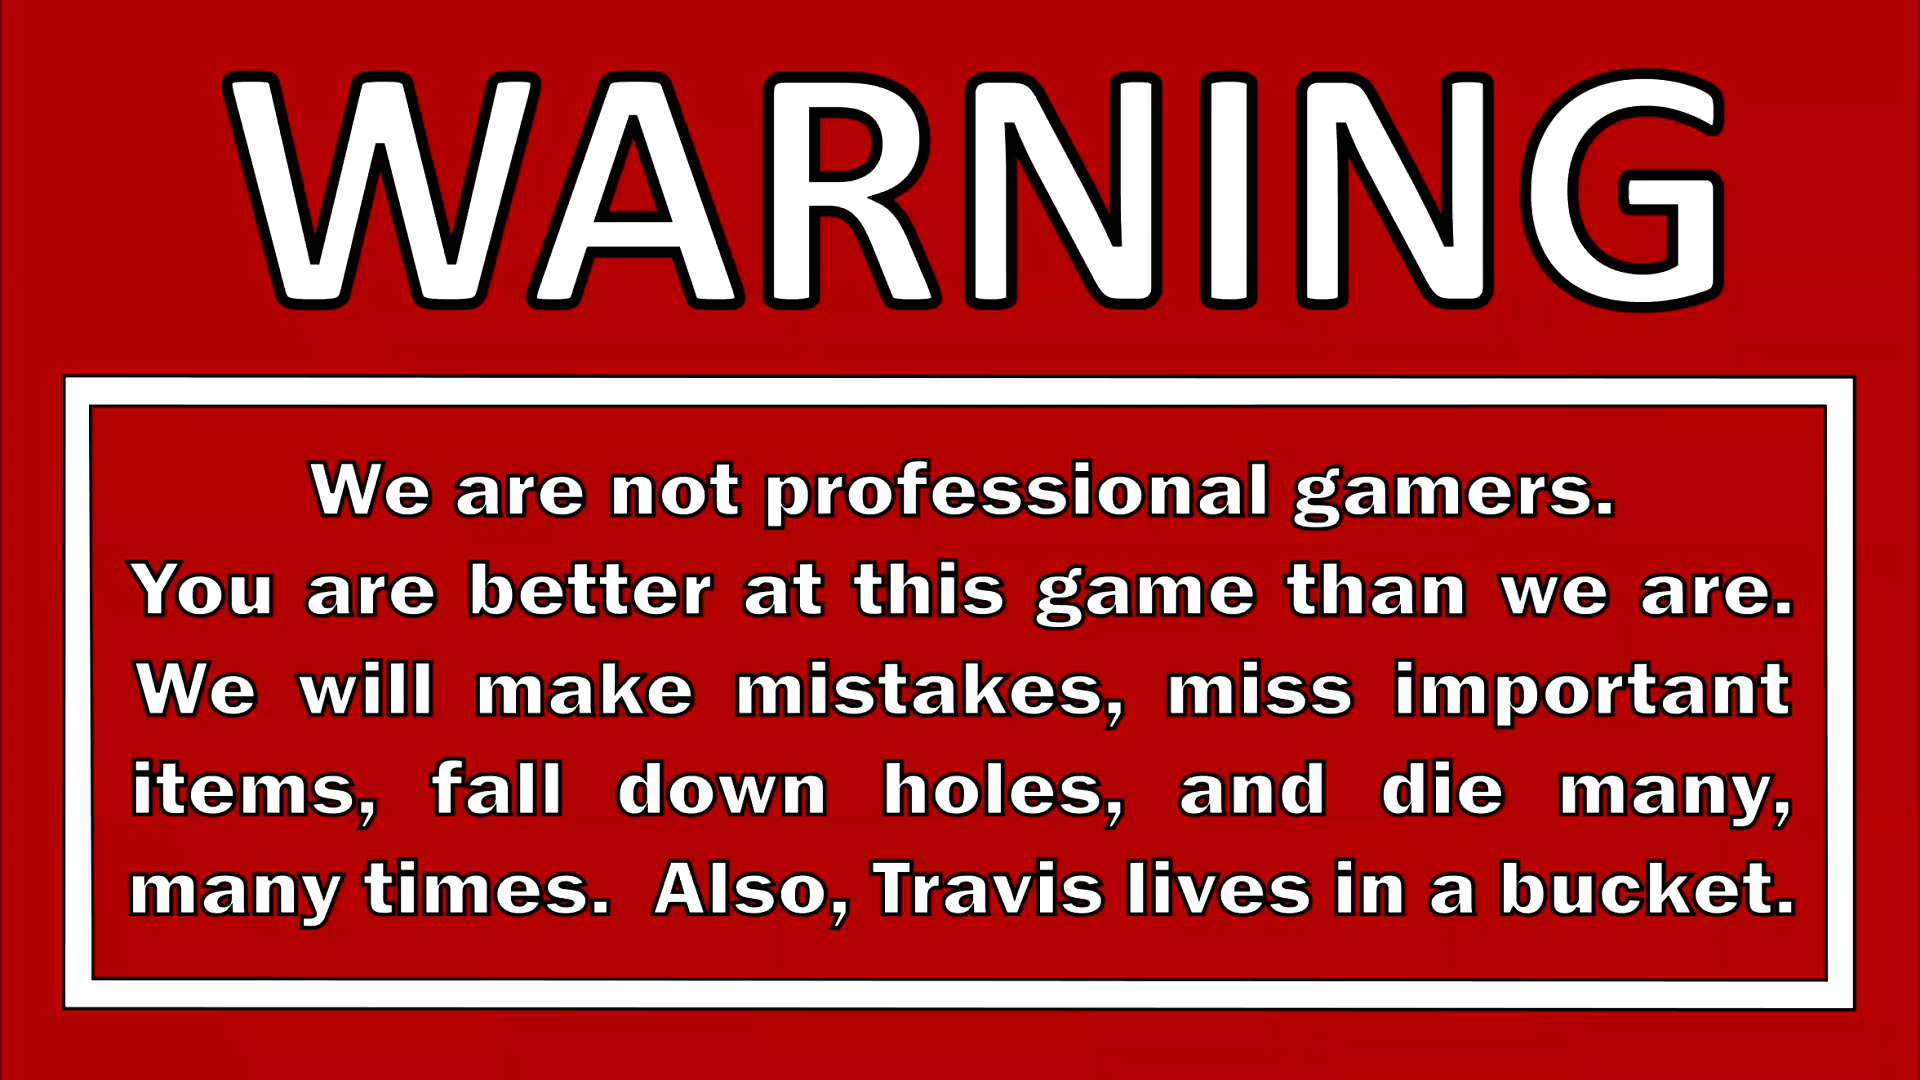 WARNING
We are not professional gamers.
You are better at this game than we are.
We will make mistakes, miss important
items, fall down holes, and die many,
many times.  Also, Travis lives in a bucket.